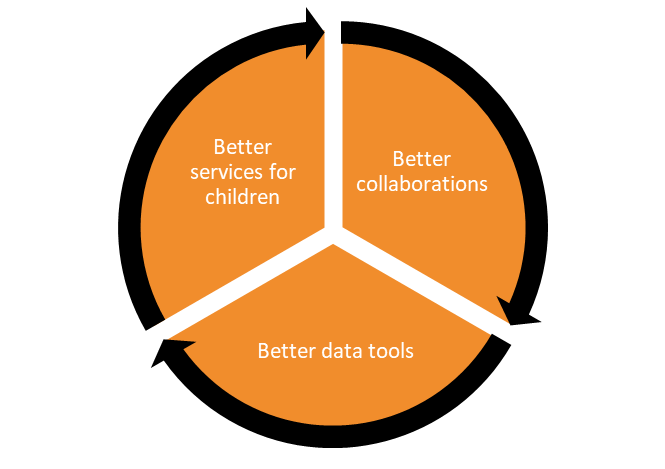 Better
services for
children
Better
collaborations
Better data tools